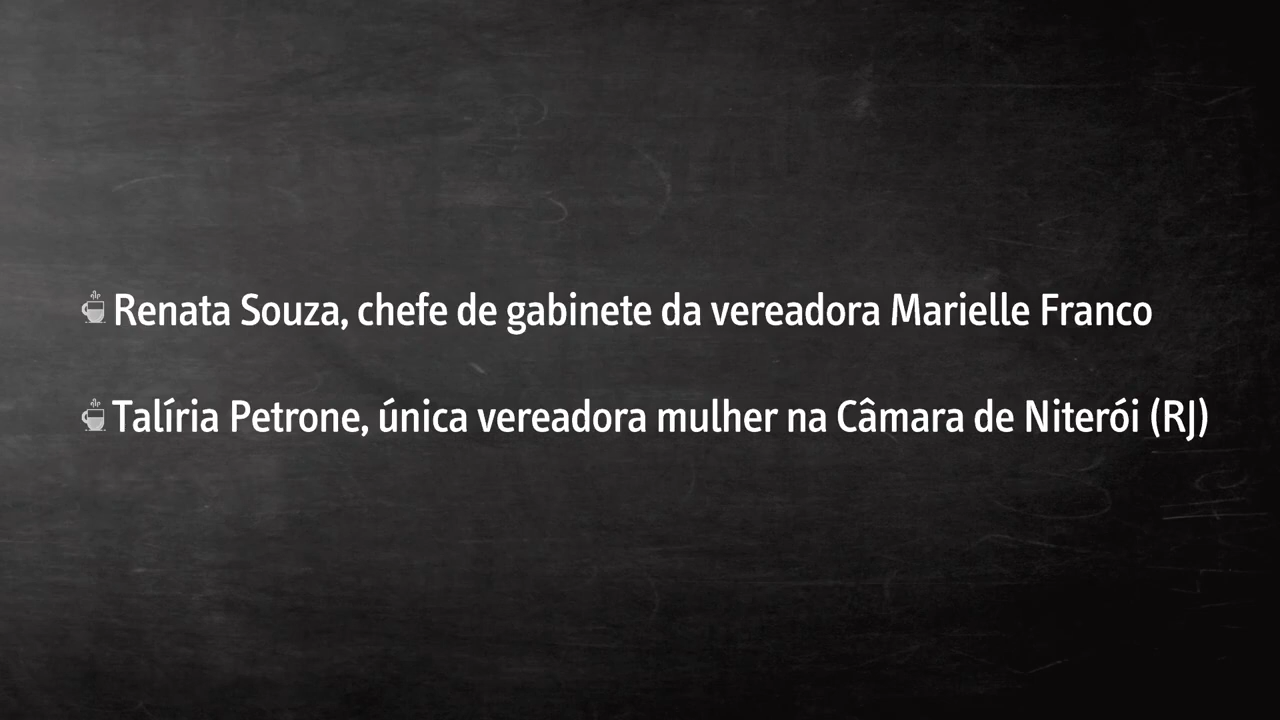 Renata Souza, chefe de gabinete da vereadora Marielle Franco
Talíria Petrone, única vereadora mulher na Câmara de Niterói (RJ)